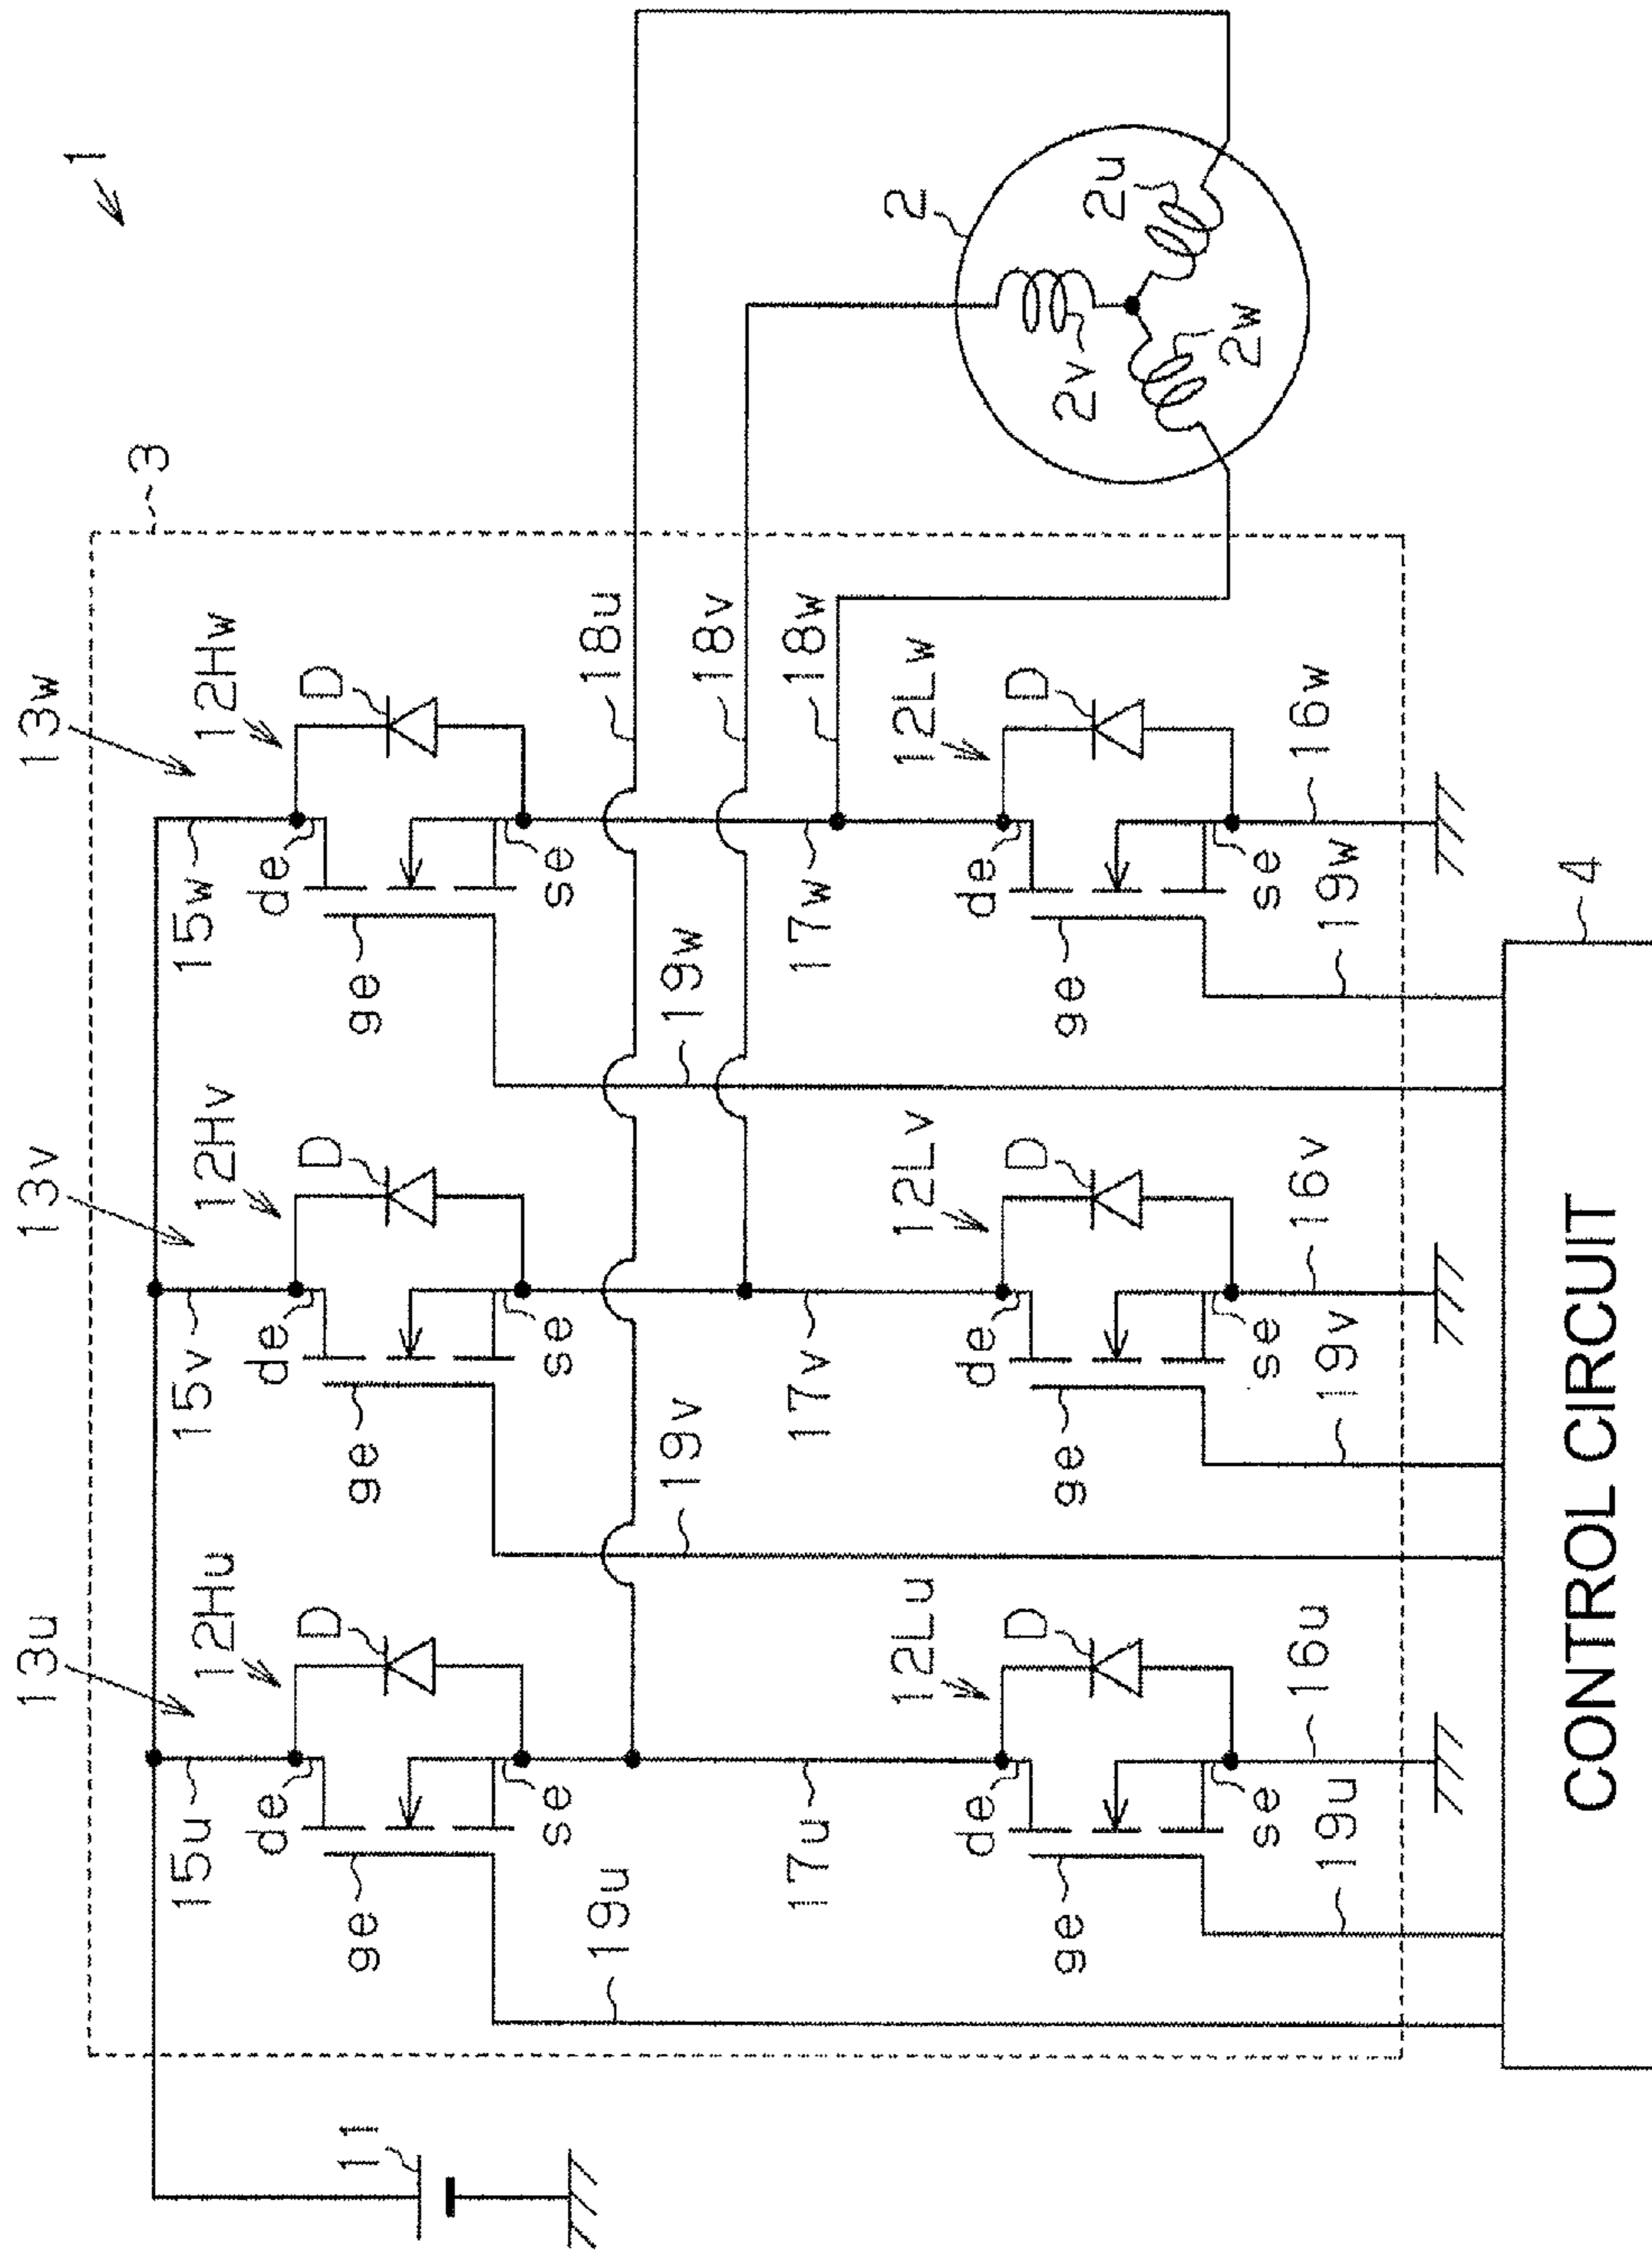 1
13u
13v
13w
3
15u
12Hu
15v
12Hv
15w
12Hw
de
D
de
D
de
D
11
ge
ge
ge
se
se
se
18u
19u
19v
19w
18v
17u
17v
17w
18w
2
12Lu
12Lv
12Lw
de
D
de
D
de
D
2v
2u
ge
ge
ge
2w
se
se
se
19u
16u
19v
16v
19w
16w
4
CONTROL CIRCUIT